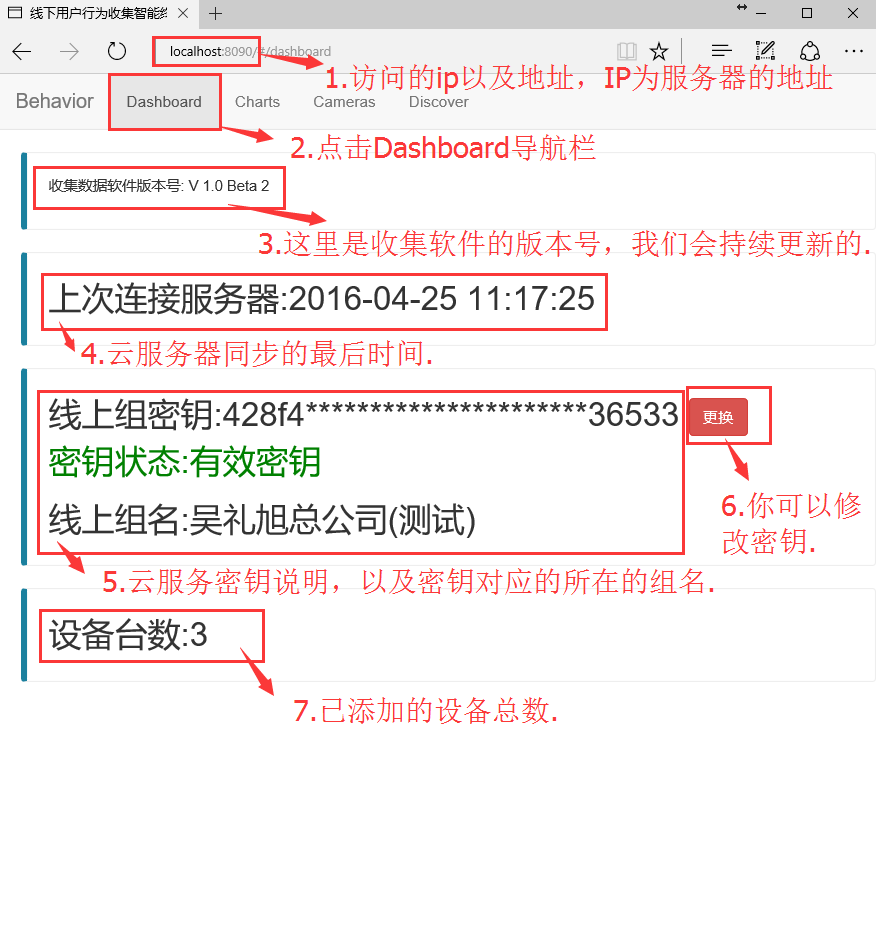 线下用户行为收集智能终
localhost:8090/#/dashboard
1.访问的ip以及地址，IP为服务器的地址
Behavior Dashboard Charts Cameras Discover
2.点击Dashboard导航栏
收集数据软件版本号: V 1.0 Beta 2
3.这里是收集软件的版本号，我们会持续更新的.
上次连接服务器:2016-04-25 11:17:25
4.云服务器同步的最后时间.
线上组密钥:428f4**********************36533
更换
密钥状态:有效密钥
线上组名:吴礼旭总公司(测试)
6.你可以修
改密钥.
5.云服务密钥说明，以及密钥对应的所在的组名.
设备台数:3
7.已添加的设备总数.